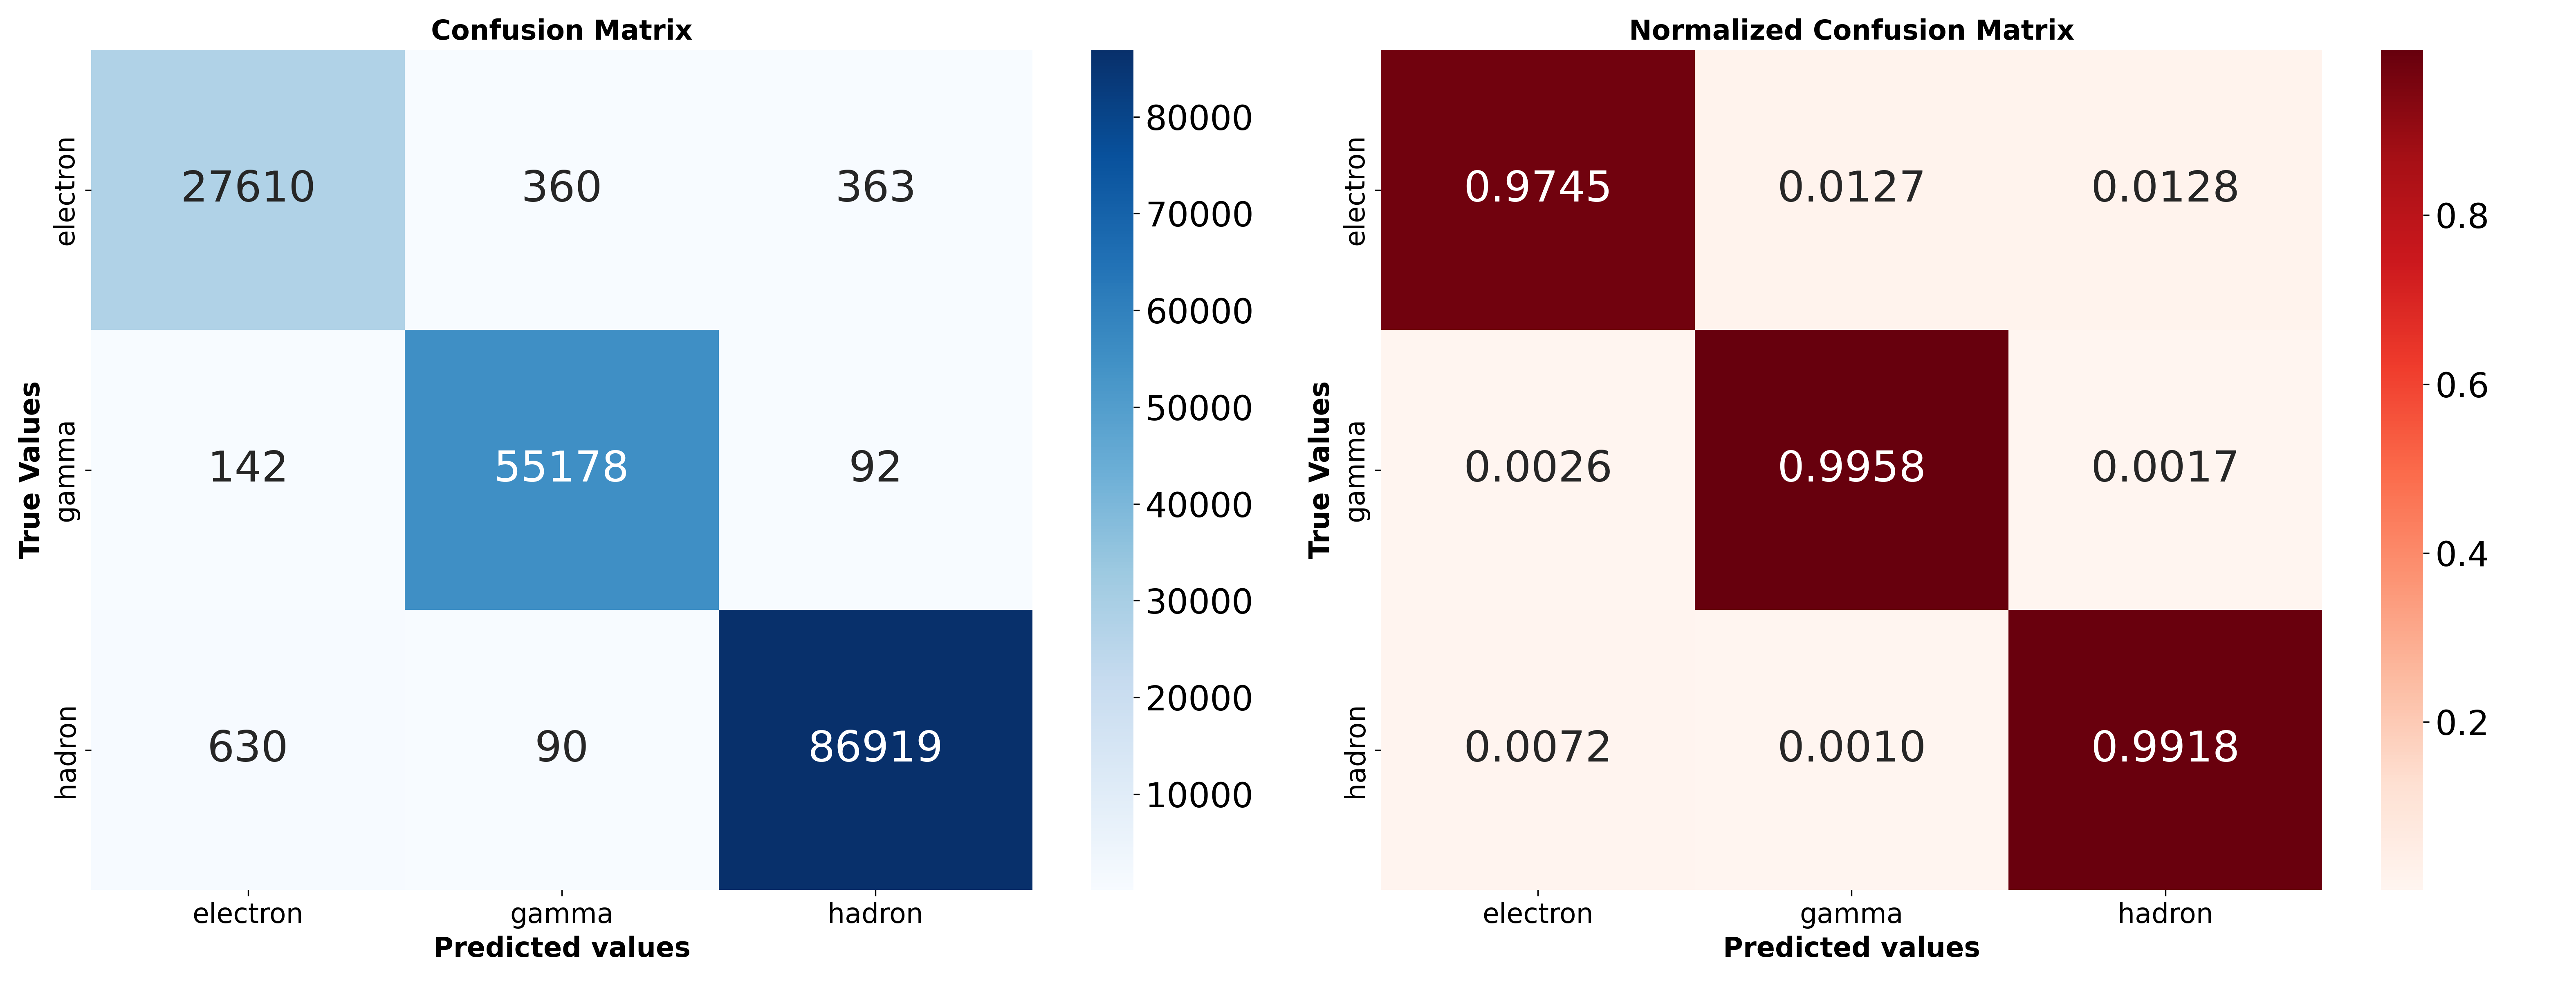 Confusion Matrix
electron
27610 360 363
True Values
gamma
142 55178 92
hadron
630 90 86919
electron gamma hadron
Predicted values
80000
70000
60000
50000
40000
30000
20000
10000
Normalized Confusion Matrix
electron
0.9745 0.0127 0.0128
True Values
gamma
0.0026 0.9958 0.0017
hadron
0.0072 0.0010 0.9918
electron gamma hadron
Predicted values
0.8
0.6
0.4
0.2